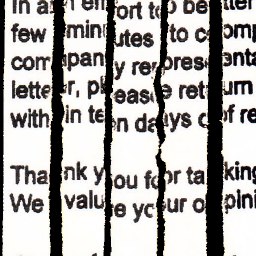 In an effort to better
few minutes to comp
company representa
letter, please return
within ten days of re
Thank you for taking
We value your opini